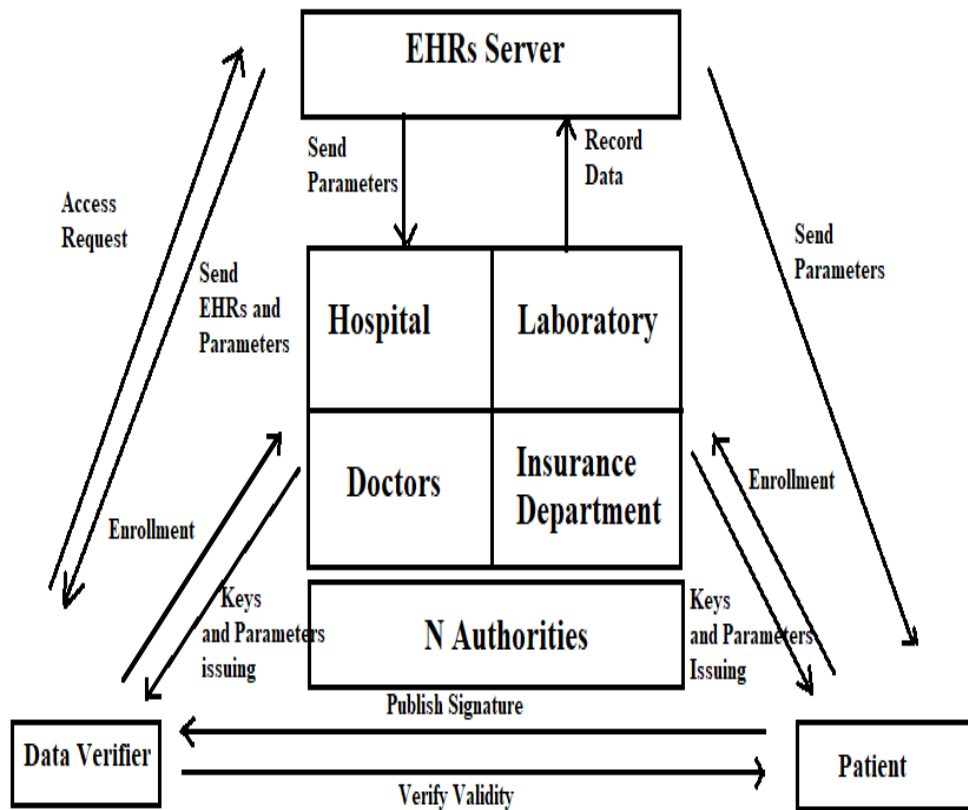 EHRs Server
Send
Parameters
Record
Data
Access
Request
Send
EHRs and
Parameters
Send
Parameters
Hospital
Laboratory
Doctors
Insurance
Department
Enrollment
Enrollment
Keys
and Parameters
issuing
N Authorities
Keys
and Parameters
Issuing
Publish Signature
Data Verifier
Patient
Verify Validity